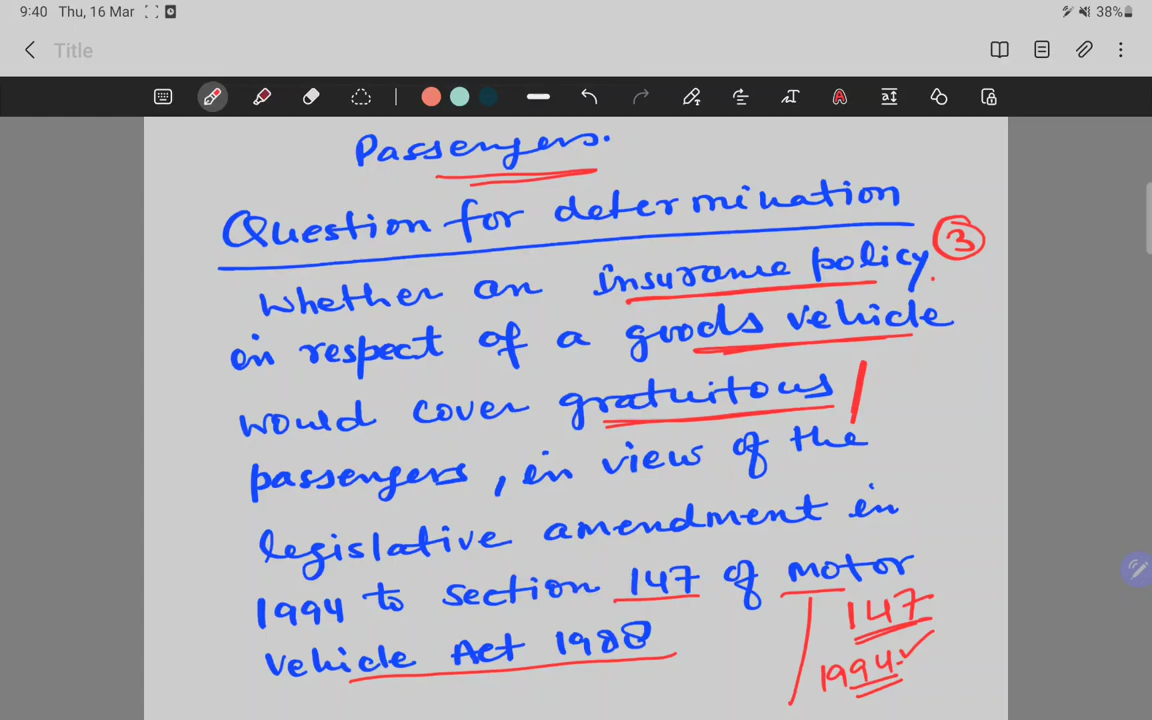 9:40 Thu, 16 Mar 38%
Title
Passengers.
Question for determination
3
Whether an insurance policy
in respect of a goods vehicle
would cover gratuitous
passengers, in view of the
legislative amendment in
1994 to section 147 of motor
147
Vehicle Act 1988
1994